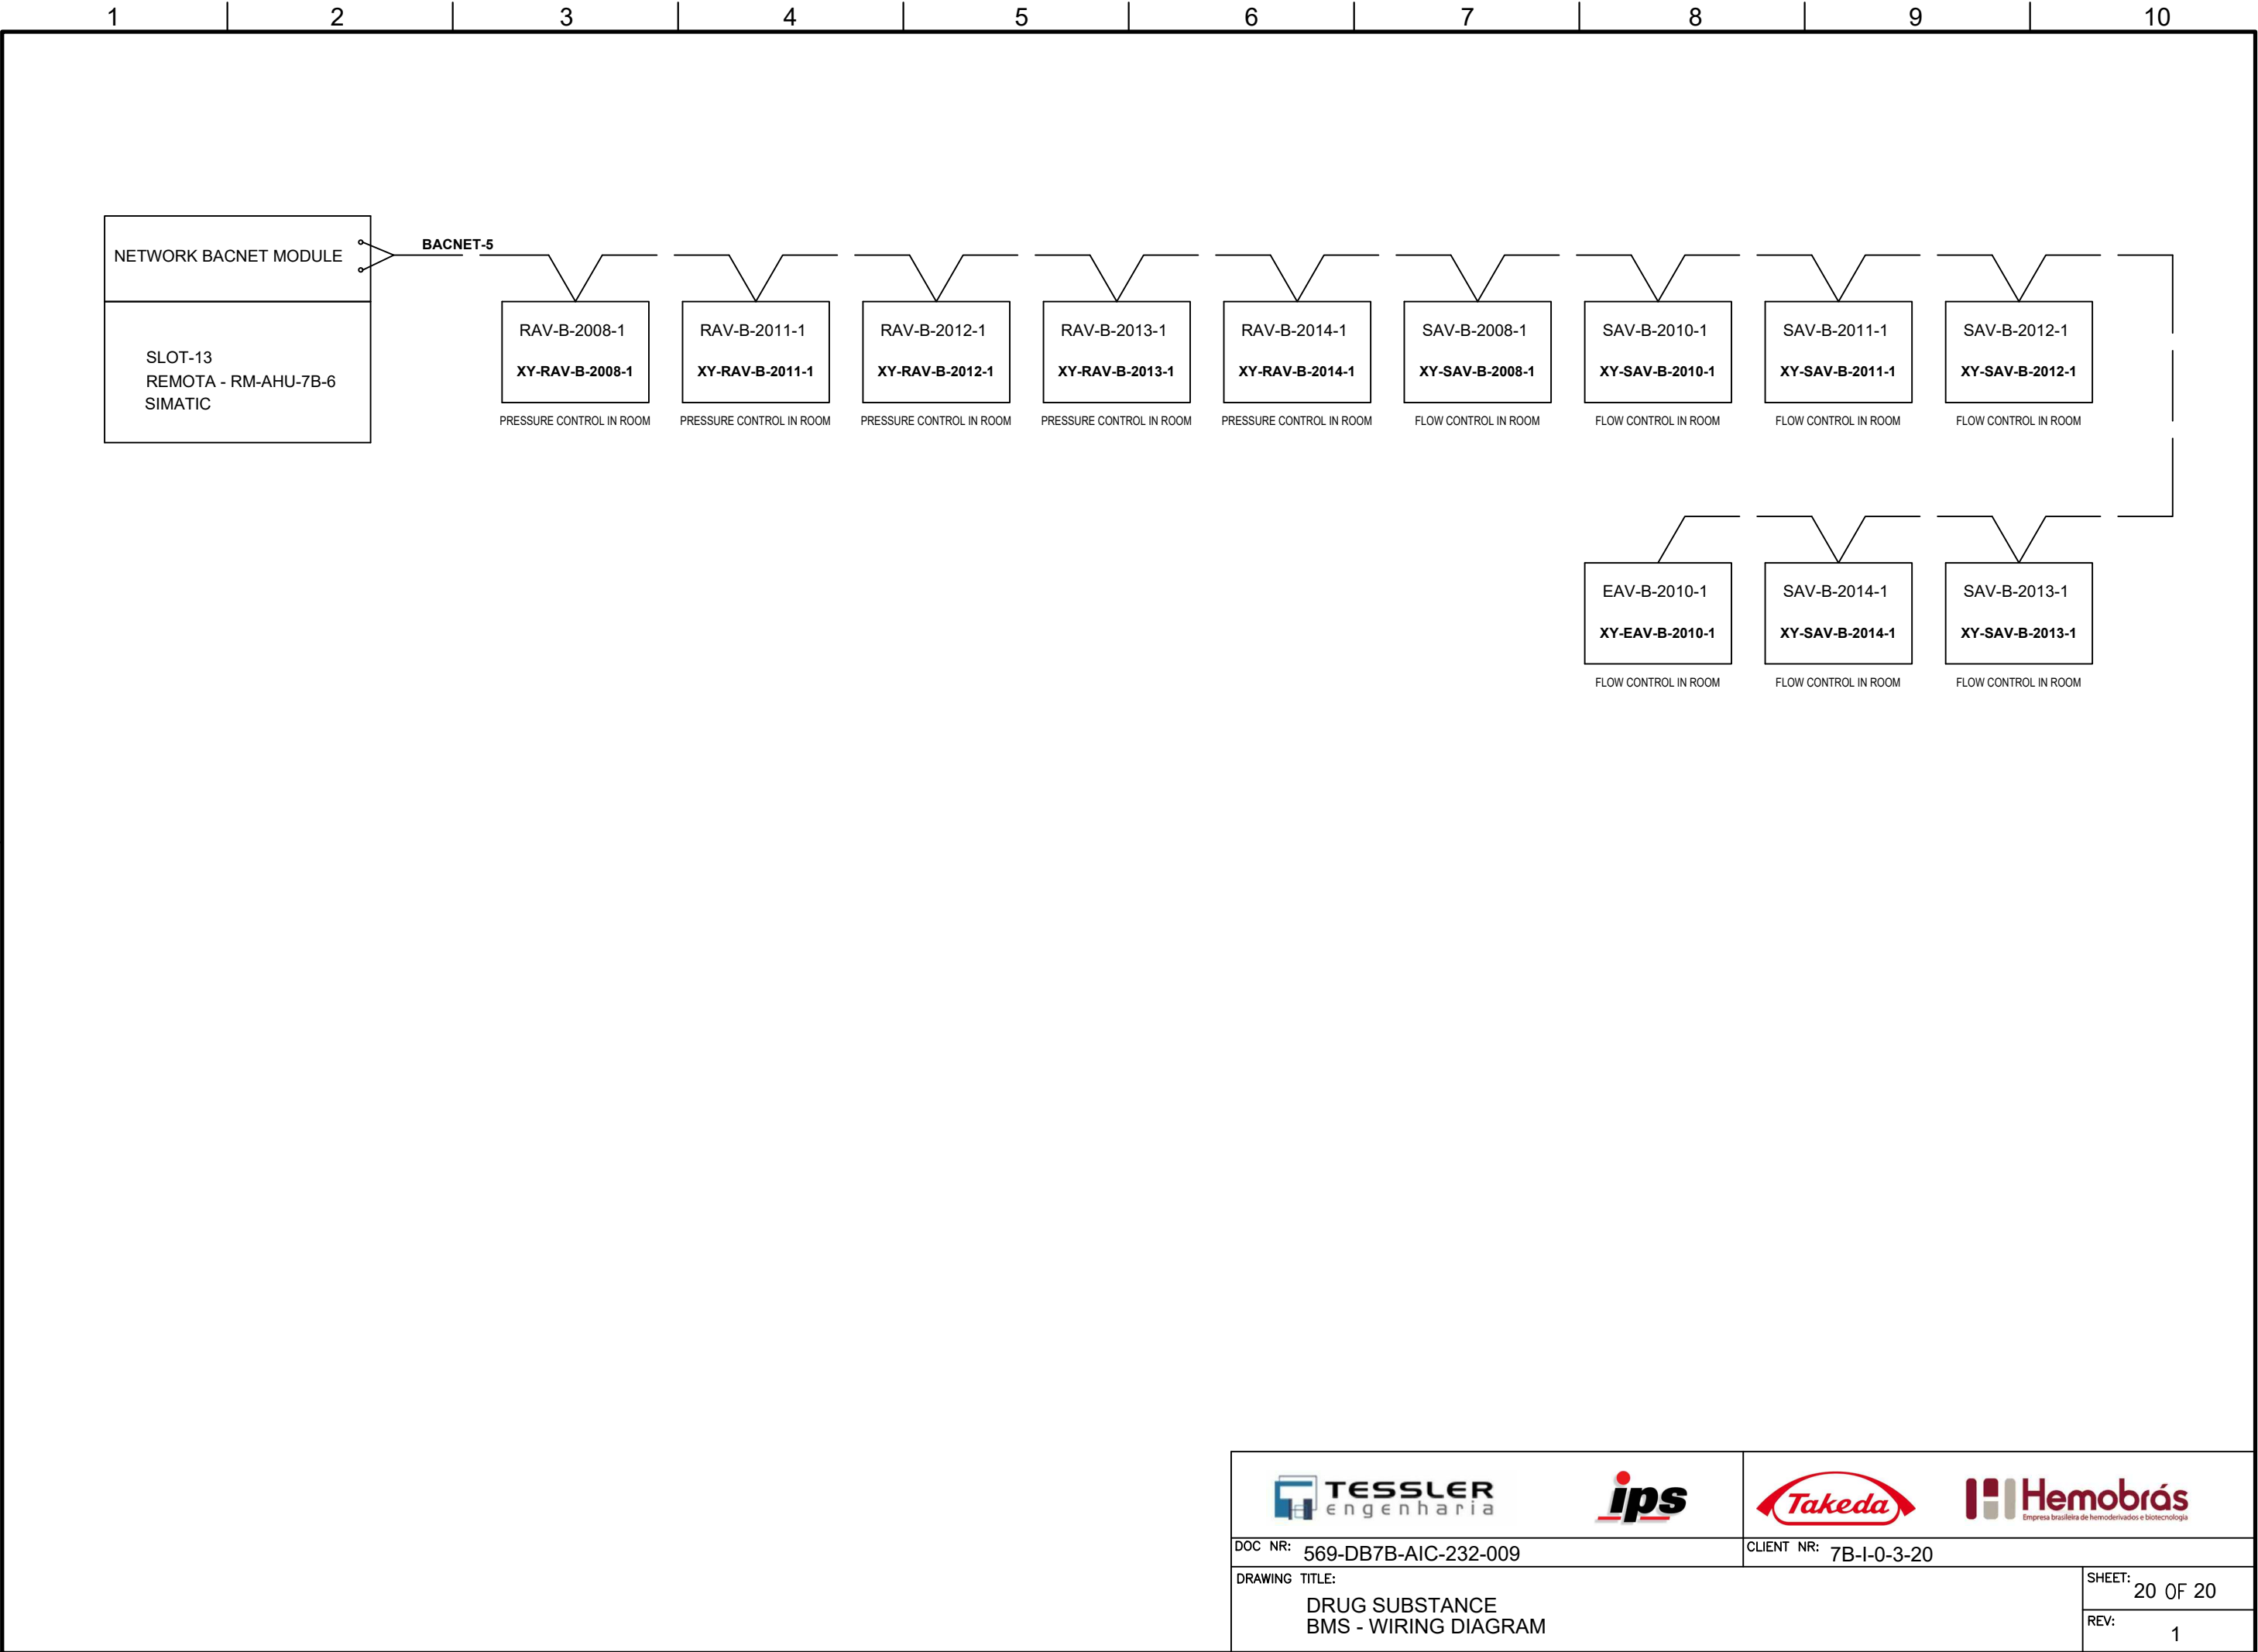 1 2 3 4 5 6 7 8 9 10
NETWORK BACNET MODULE
BACNET-5
SLOT-13
REMOTA - RM-AHU-7B-6
SIMATIC
RAV-B-2008-1
XY-RAV-B-2008-1
PRESSURE CONTROL IN ROOM
RAV-B-2011-1
XY-RAV-B-2011-1
PRESSURE CONTROL IN ROOM
RAV-B-2012-1
XY-RAV-B-2012-1
PRESSURE CONTROL IN ROOM
RAV-B-2013-1
XY-RAV-B-2013-1
PRESSURE CONTROL IN ROOM
RAV-B-2014-1
XY-RAV-B-2014-1
PRESSURE CONTROL IN ROOM
SAV-B-2008-1
XY-SAV-B-2008-1
FLOW CONTROL IN ROOM
SAV-B-2010-1
XY-SAV-B-2010-1
FLOW CONTROL IN ROOM
SAV-B-2011-1
XY-SAV-B-2011-1
FLOW CONTROL IN ROOM
SAV-B-2012-1
XY-SAV-B-2012-1
FLOW CONTROL IN ROOM
EAV-B-2010-1
XY-EAV-B-2010-1
FLOW CONTROL IN ROOM
SAV-B-2014-1
XY-SAV-B-2014-1
FLOW CONTROL IN ROOM
SAV-B-2013-1
XY-SAV-B-2013-1
FLOW CONTROL IN ROOM
TESSLER
engenharia
ips
Takeda
Hemobrás
Empresa brasileira de hemoderivados e biotecnologia
DOC NR: 569-DB7B-AIC-232-009
CLIENT NR: 7B-I-0-3-20
DRAWING TITLE:
DRUG SUBSTANCE
BMS - WIRING DIAGRAM
SHEET: 20 OF 20
REV: 1